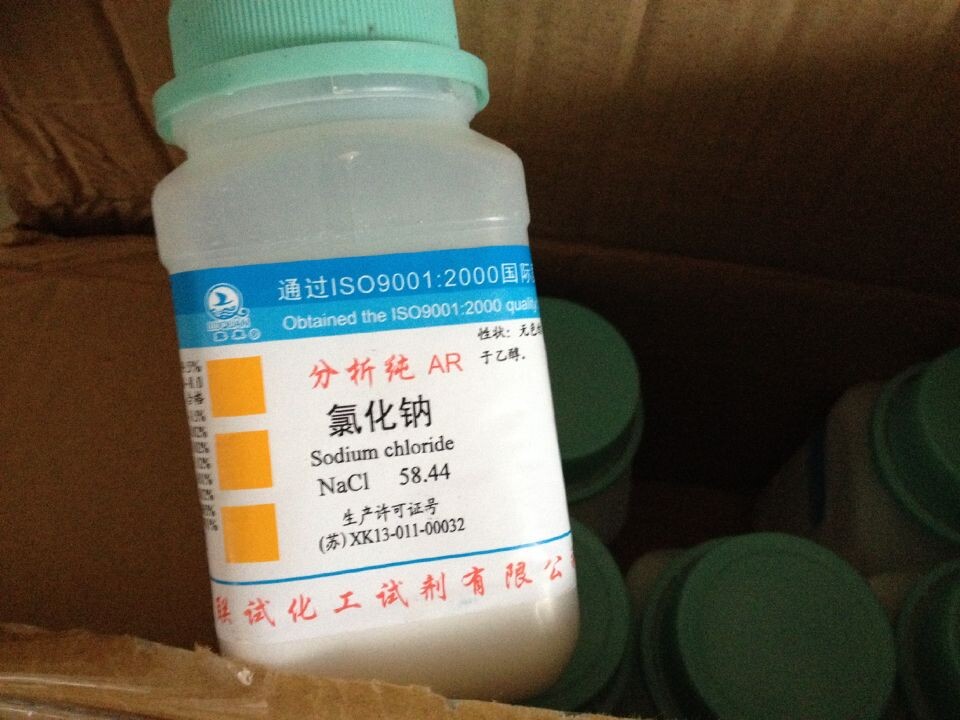 通过ISO9001:2000国际
Obtained the ISO9001:2000 quality
性状: 无色
于乙醇.
分析纯 AR
氯化钠
Sodium chloride
NaCl 58.44
生产许可证号
(苏) XK13-011-00032
联试化工试剂有限公